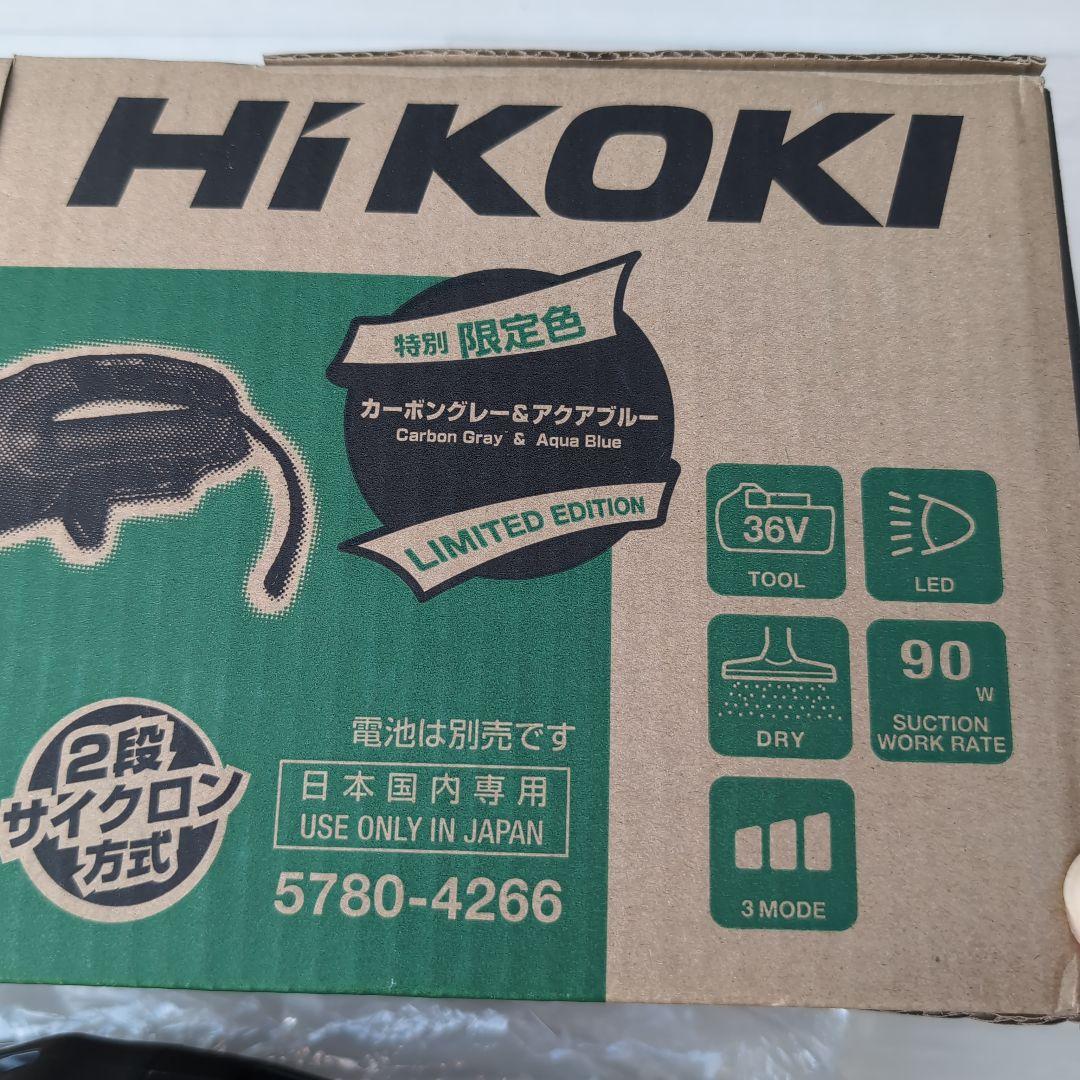 HiKOKI
特別 限定色
カーボングレー&アクアブルー
Carbon Gray & Aqua Blue
LIMITED EDITION
36V
TOOL
LED
DRY
90 W
SUCTION
WORK RATE
3 MODE
2段
サイクロン
方式
電池は別売です
日本国内専用
USE ONLY IN JAPAN
5780-4266